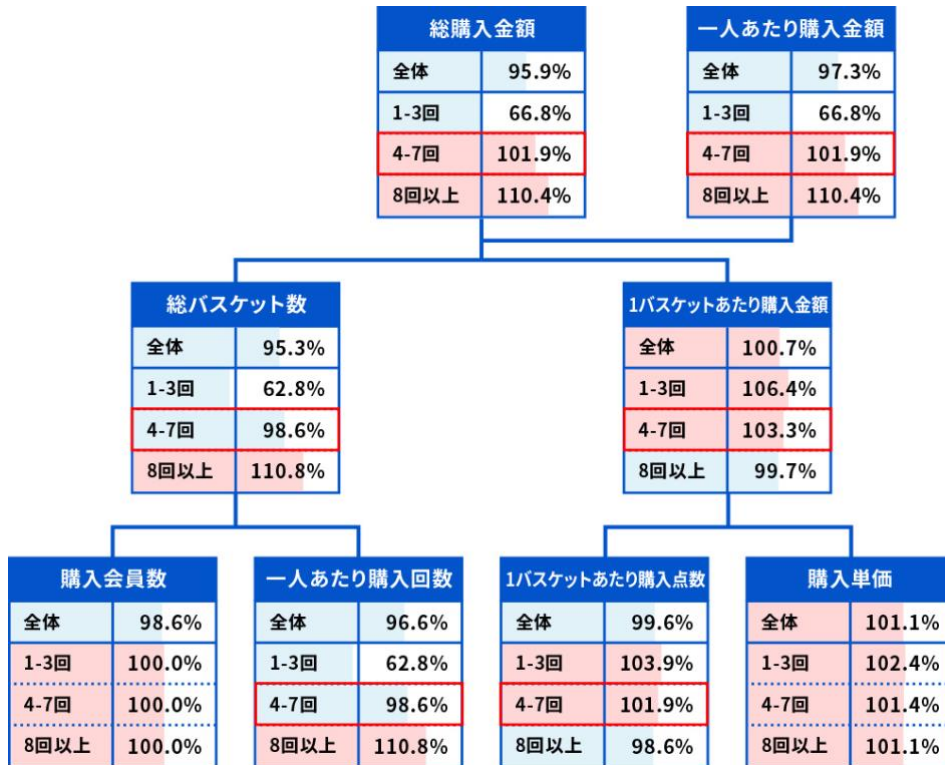 総購入金額
全体 95.9%
1-3回 66.8%
4-7回 101.9%
8回以上 110.4%
一人あたり購入金額
全体 97.3%
1-3回 66.8%
4-7回 101.9%
8回以上 110.4%
総バスケット数
全体 95.3%
1-3回 62.8%
4-7回 98.6%
8回以上 110.8%
1バスケットあたり購入金額
全体 100.7%
1-3回 106.4%
4-7回 103.3%
8回以上 99.7%
購入会員数
全体 98.6%
1-3回 100.0%
4-7回 100.0%
8回以上 100.0%
一人あたり購入回数
全体 96.6%
1-3回 62.8%
4-7回 98.6%
8回以上 110.8%
1バスケットあたり購入点数
全体 99.6%
1-3回 103.9%
4-7回 101.9%
8回以上 98.6%
購入単価
全体 101.1%
1-3回 102.4%
4-7回 101.4%
8回以上 101.1%